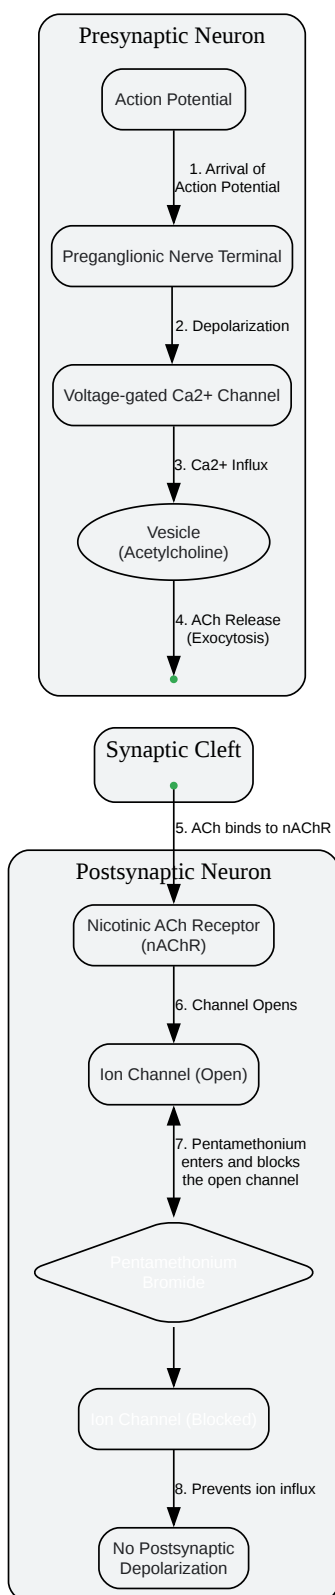 Presynaptic Neuron
Action Potential
1. Arrival of
Action Potential
Preganglionic Nerve Terminal
2. Depolarization
Voltage-gated Ca2+ Channel
3. Ca2+ Influx
Vesicle
(Acetylcholine)
4. ACh Release
(Exocytosis)
Synaptic Cleft
5. ACh binds to nAChR
Postsynaptic Neuron
Nicotinic ACh Receptor
(nAChR)
6. Channel Opens
Ion Channel (Open)
7. Pentamethonium
enters and blocks
the open channel
Pentamethonium
Bromide
Ion Channel (Blocked)
8. Prevents ion influx
No Postsynaptic
Depolarization